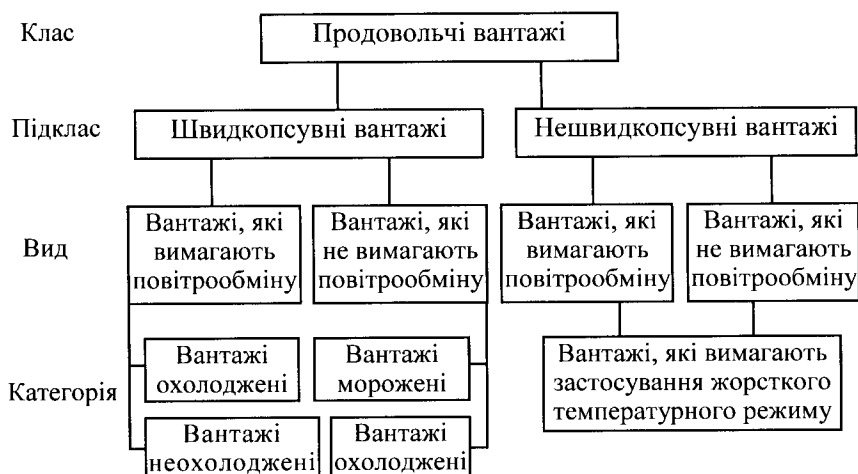 Клас
Продовольчі вантажі
Підклас
Швидкопсувні вантажі
Нешвидкопсувні вантажі
Вид
Вантажі, які
вимагають
повітрообміну
Вантажі, які
не вимагають
повітрообміну
Вантажі, які
вимагають
повітрообміну
Вантажі, які
не вимагають
повітрообміну
Категорія
Вантажі
охолоджені
Вантажі
морожені
Вантажі
неохолоджені
Вантажі
охолоджені
Вантажі, які вимагають
застосування жорсткого
температурного режиму